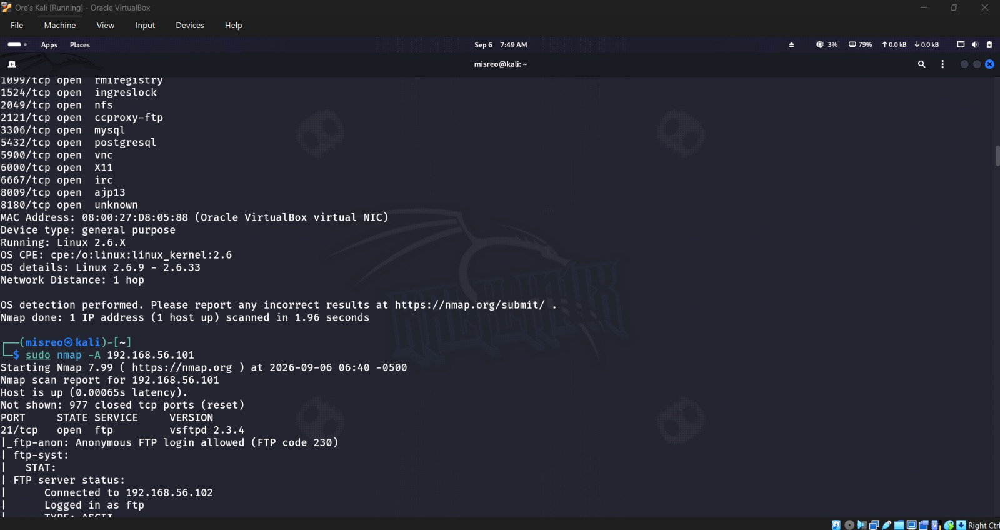 Ore's Kali [Running] - Oracle VirtualBox
File Machine View Input Devices Help
Apps Places Sep 6 7:49 AM 3% 79% ↑0.0 kB ↓0.0 kB
misreo@kali: ~
1099/tcp open  rmiregistry
1524/tcp open  ingreslock
2049/tcp open  nfs
2121/tcp open  ccproxy-ftp
3306/tcp open  mysql
5432/tcp open  postgresql
5900/tcp open  vnc
6000/tcp open  X11
6667/tcp open  irc
8009/tcp open  ajp13
8180/tcp open  unknown
MAC Address: 08:00:27:D8:05:88 (Oracle VirtualBox virtual NIC)
Device type: general purpose
Running: Linux 2.6.X
OS CPE: cpe:/o:linux:linux_kernel:2.6
OS details: Linux 2.6.9 - 2.6.33
Network Distance: 1 hop
OS detection performed. Please report any incorrect results at https://nmap.org/submit/ .
Nmap done: 1 IP address (1 host up) scanned in 1.96 seconds
┌──(misreo㉿kali)-[~]
└─$ sudo nmap -A 192.168.56.101
Starting Nmap 7.99 ( https://nmap.org ) at 2026-09-06 06:40 -0500
Nmap scan report for 192.168.56.101
Host is up (0.00065s latency).
Not shown: 977 closed tcp ports (reset)
PORT     STATE SERVICE     VERSION
21/tcp   open  ftp         vsftpd 2.3.4
|_ftp-anon: Anonymous FTP login allowed (FTP code 230)
| ftp-syst:
|   STAT:
| FTP server status:
|      Connected to 192.168.56.102
|      Logged in as ftp
|      TYPE: ASCII
KALI LINUX
Right Ctrl